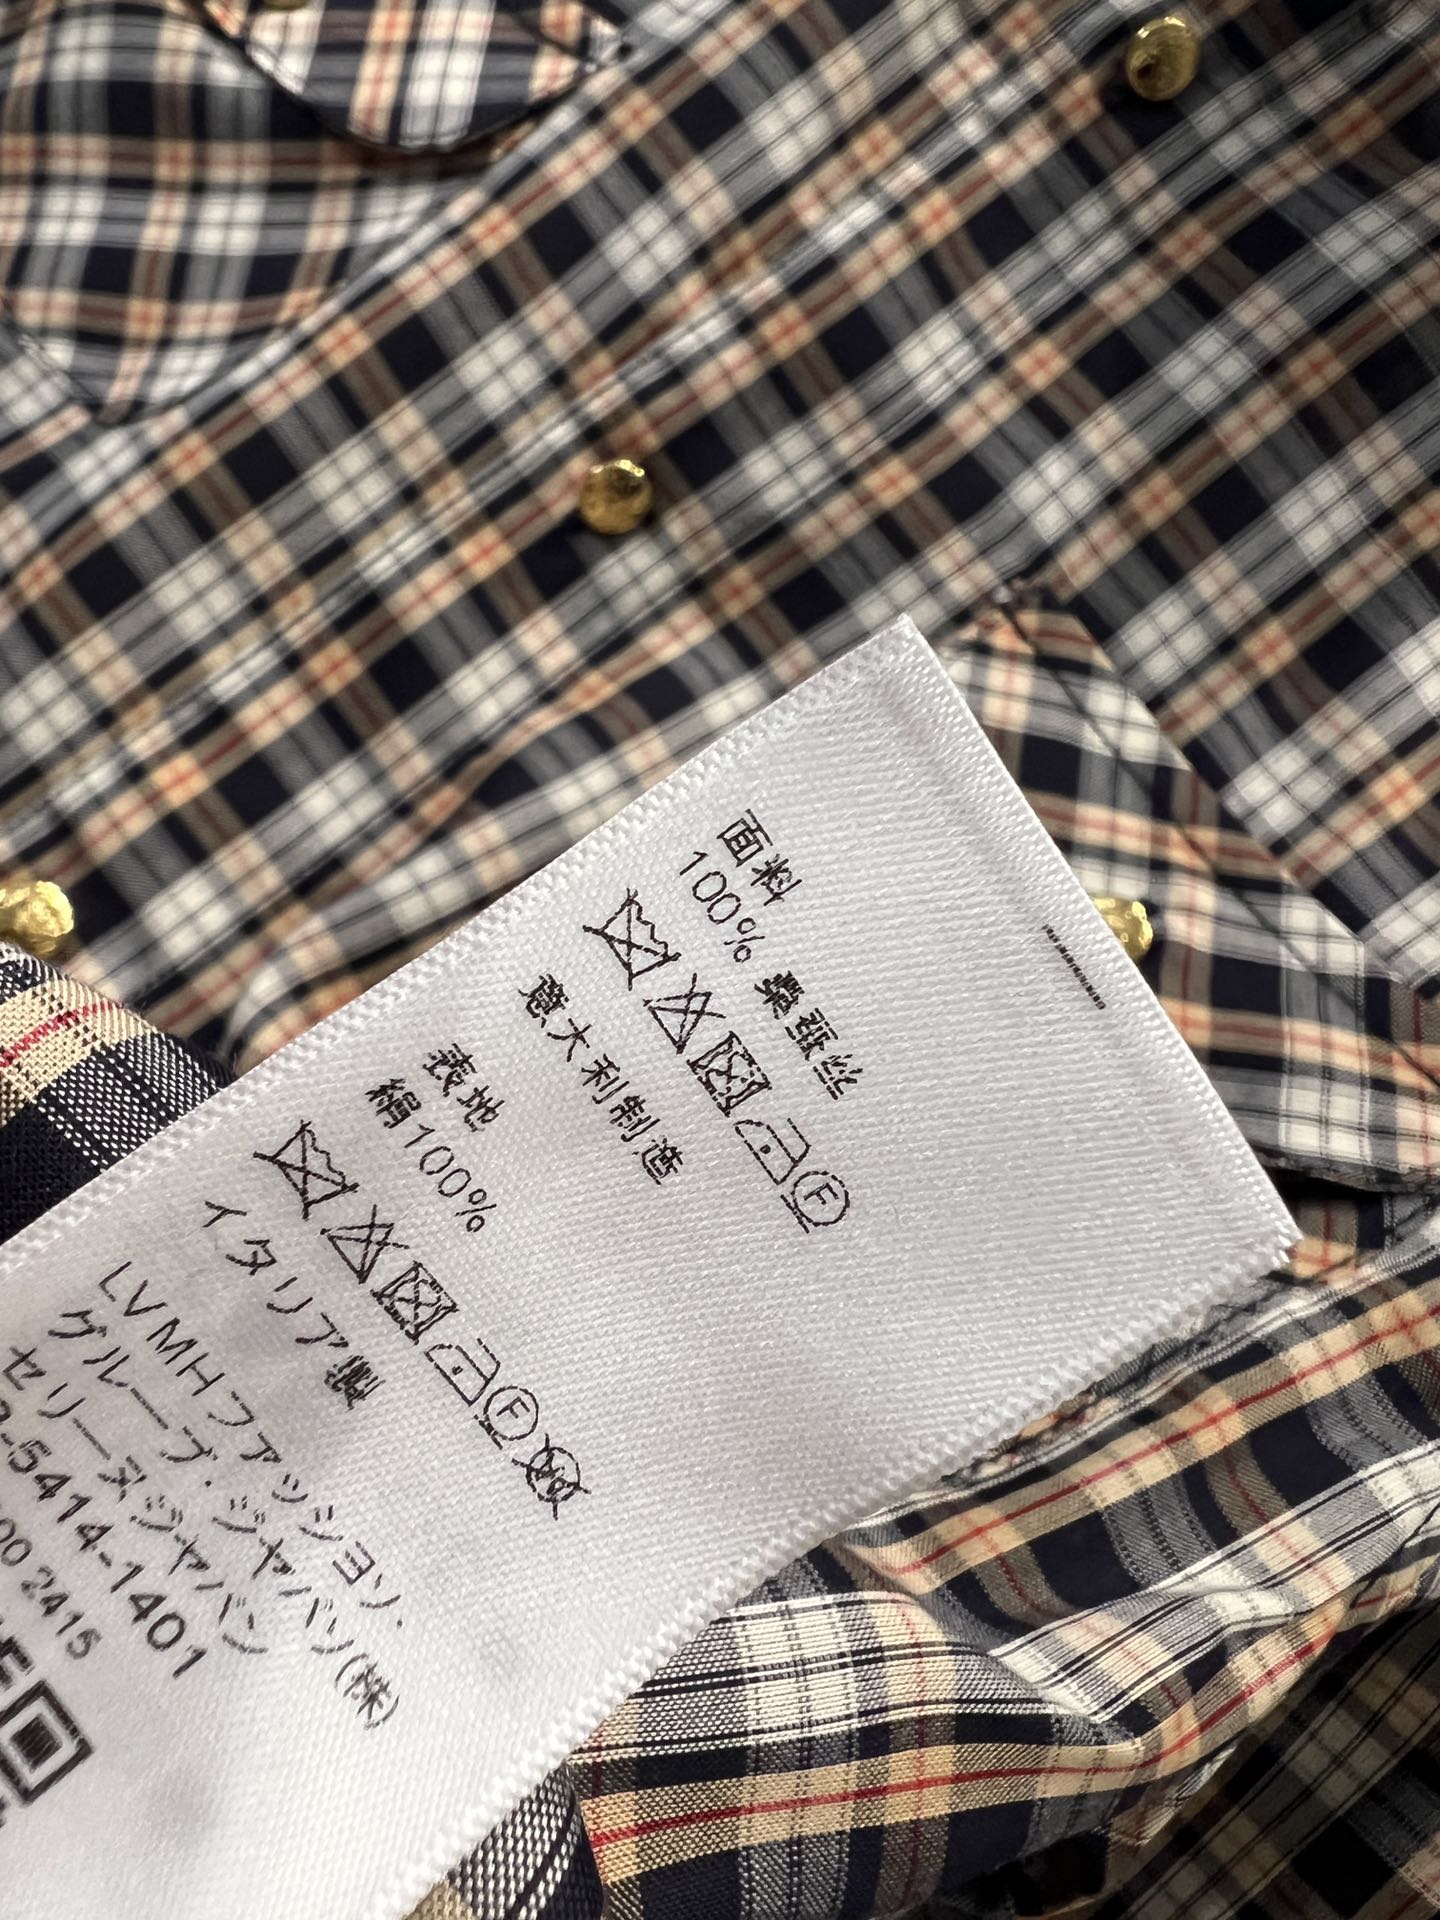 面料
100% 桑蚕丝
意大利制造
表地
絹100%
イタリア製
LVMHファッション・
グループ・ジャパン(株)
セリーヌジャパン
-5414-1401
00 2415